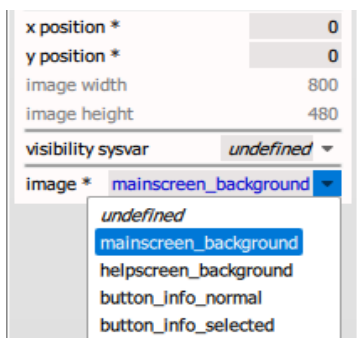 x position * 0
y position * 0
image width 800
image height 480
visibility sysvar undefined
image * mainscreen_background
undefined
mainscreen_background
helpscreen_background
button_info_normal
button_info_selected